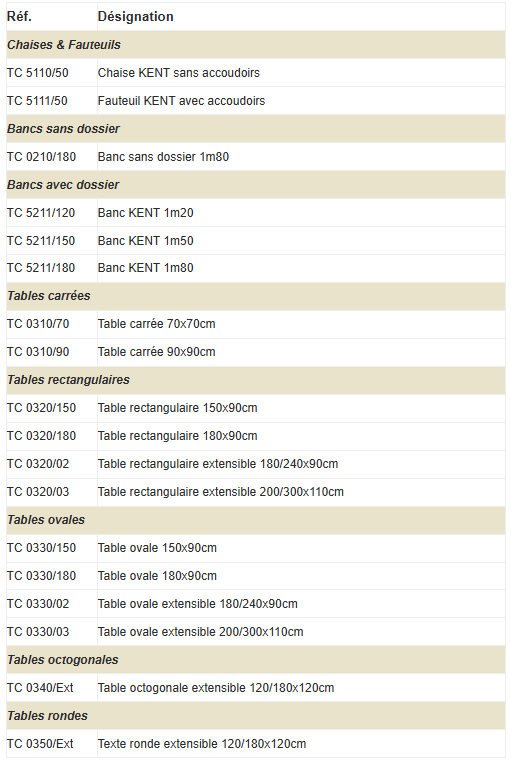 Réf. Désignation
Chaises & Fauteuils
TC 5110/50 Chaise KENT sans accoudoirs
TC 5111/50 Fauteuil KENT avec accoudoirs
Bancs sans dossier
TC 0210/180 Banc sans dossier 1m80
Bancs avec dossier
TC 5211/120 Banc KENT 1m20
TC 5211/150 Banc KENT 1m50
TC 5211/180 Banc KENT 1m80
Tables carrées
TC 0310/70 Table carrée 70x70cm
TC 0310/90 Table carrée 90x90cm
Tables rectangulaires
TC 0320/150 Table rectangulaire 150x90cm
TC 0320/180 Table rectangulaire 180x90cm
TC 0320/02 Table rectangulaire extensible 180/240x90cm
TC 0320/03 Table rectangulaire extensible 200/300x110cm
Tables ovales
TC 0330/150 Table ovale 150x90cm
TC 0330/180 Table ovale 180x90cm
TC 0330/02 Table ovale extensible 180/240x90cm
TC 0330/03 Table ovale extensible 200/300x110cm
Tables octogonales
TC 0340/Ext Table octogonale extensible 120/180x120cm
Tables rondes
TC 0350/Ext Texte ronde extensible 120/180x120cm